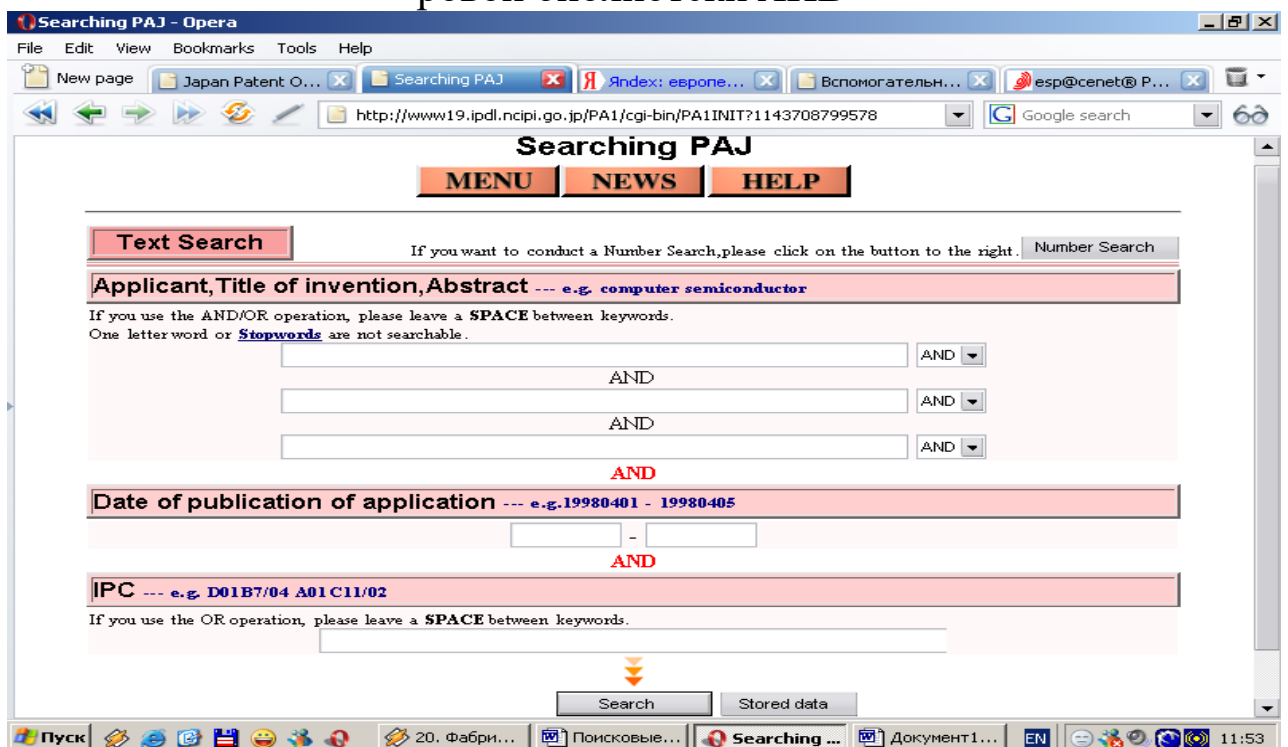 Searching PAJ - Opera
File Edit View Bookmarks Tools Help
New page Japan Patent O... Searching PAJ Яndex: европе... Вспомогательн... esp@cenet® P...
http://www19.ipdl.ncipi.go.jp/PA1/cgi-bin/PA1INIT?1143708799578 Google search
Searching PAJ
MENU NEWS HELP
Text Search If you want to conduct a Number Search,please click on the button to the right. Number Search
Applicant,Title of invention,Abstract --- e.g. computer semiconductor
If you use the AND/OR operation, please leave a SPACE between keywords.
One letter word or Stopwords are not searchable.
AND
AND
AND
AND
AND
AND
Date of publication of application --- e.g.19980401 - 19980405
-
AND
IPC --- e.g. D01B7/04 A01C11/02
If you use the OR operation, please leave a SPACE between keywords.
Search Stored data
Пуск 20. Фабри... Поисковые... Searching ... Документ1... EN 11:53